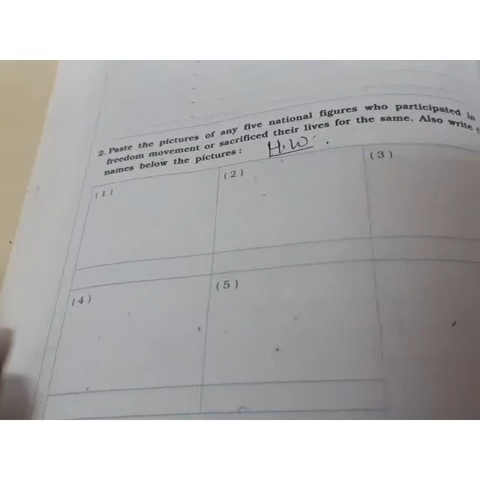 2. Paste the pictures of any five national figures who participated in
freedom movement or sacrificed their lives for the same. Also write
names below the pictures : H.W.
(1)
(2)
(3)
(4)
(5)